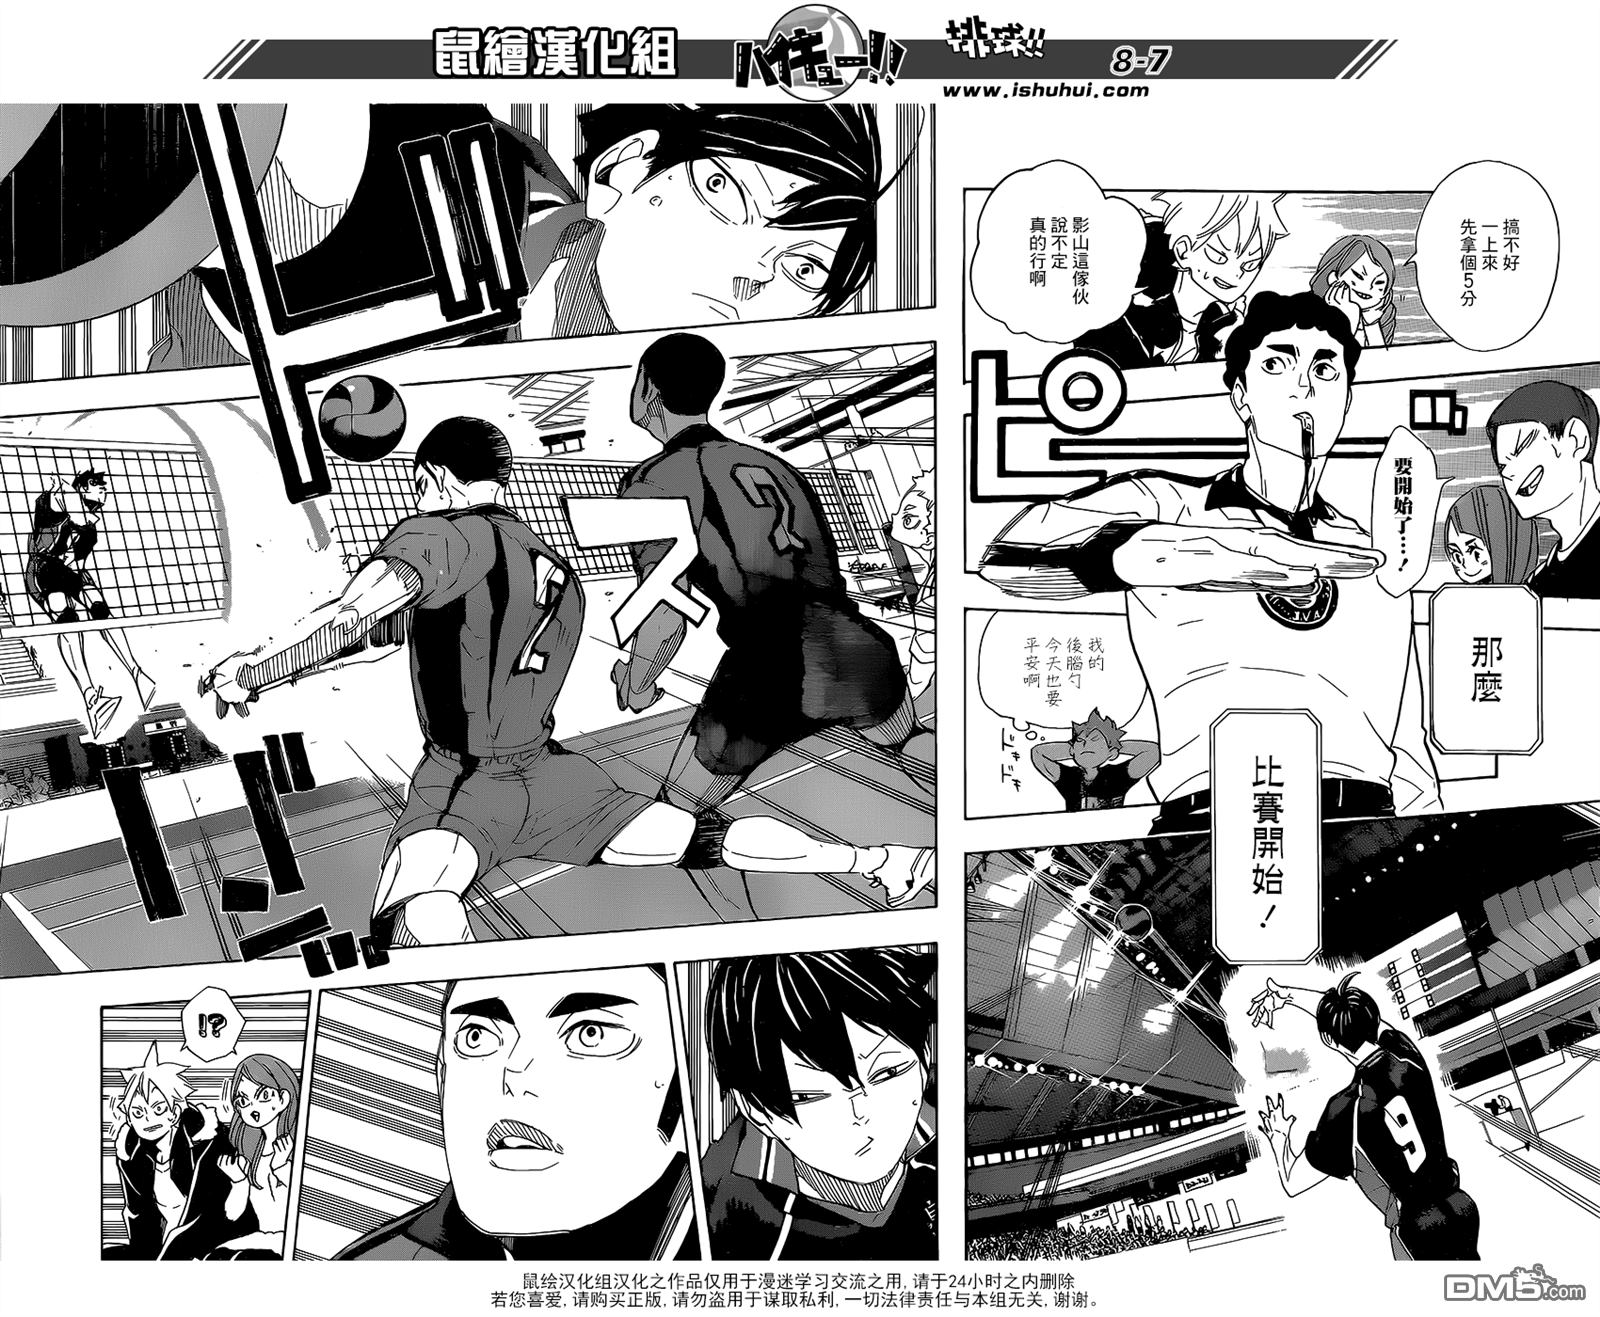 鼠繪漢化組
ハイキュー!!
排球!!
8-7
www.ishuhui.com
搞不好
一上來
先拿個5分
影山這傢伙
說不定
真的行啊
ピーッ
要開始了…!
那麼
我的
後腦勺
今天也要
平安啊
ドキ
ドキ
比賽開始!
ス
!?
9
2
7
鼠绘汉化组汉化之作品仅用于漫迷学习交流之用,请于24小时之内删除
若您喜爱,请购买正版,请勿盗用于谋取私利,一切法律责任与本组无关,谢谢。
DM5.com